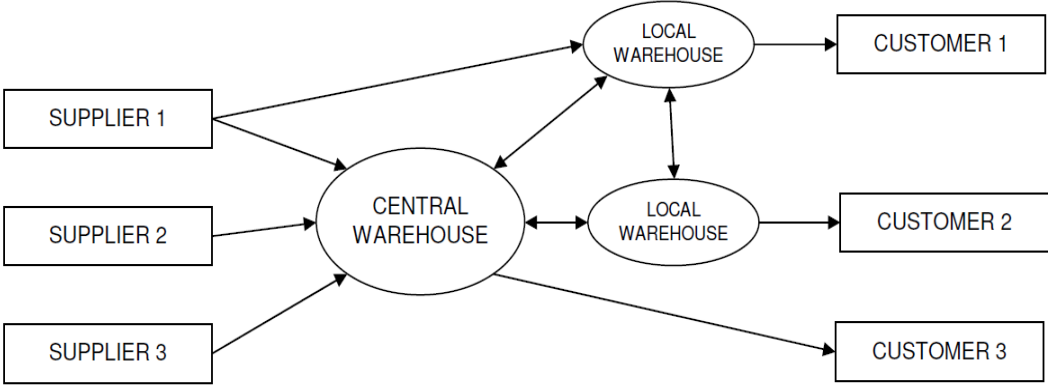 LOCAL
WAREHOUSE
CUSTOMER 1
SUPPLIER 1
CENTRAL
WAREHOUSE
LOCAL
WAREHOUSE
CUSTOMER 2
SUPPLIER 2
SUPPLIER 3
CUSTOMER 3